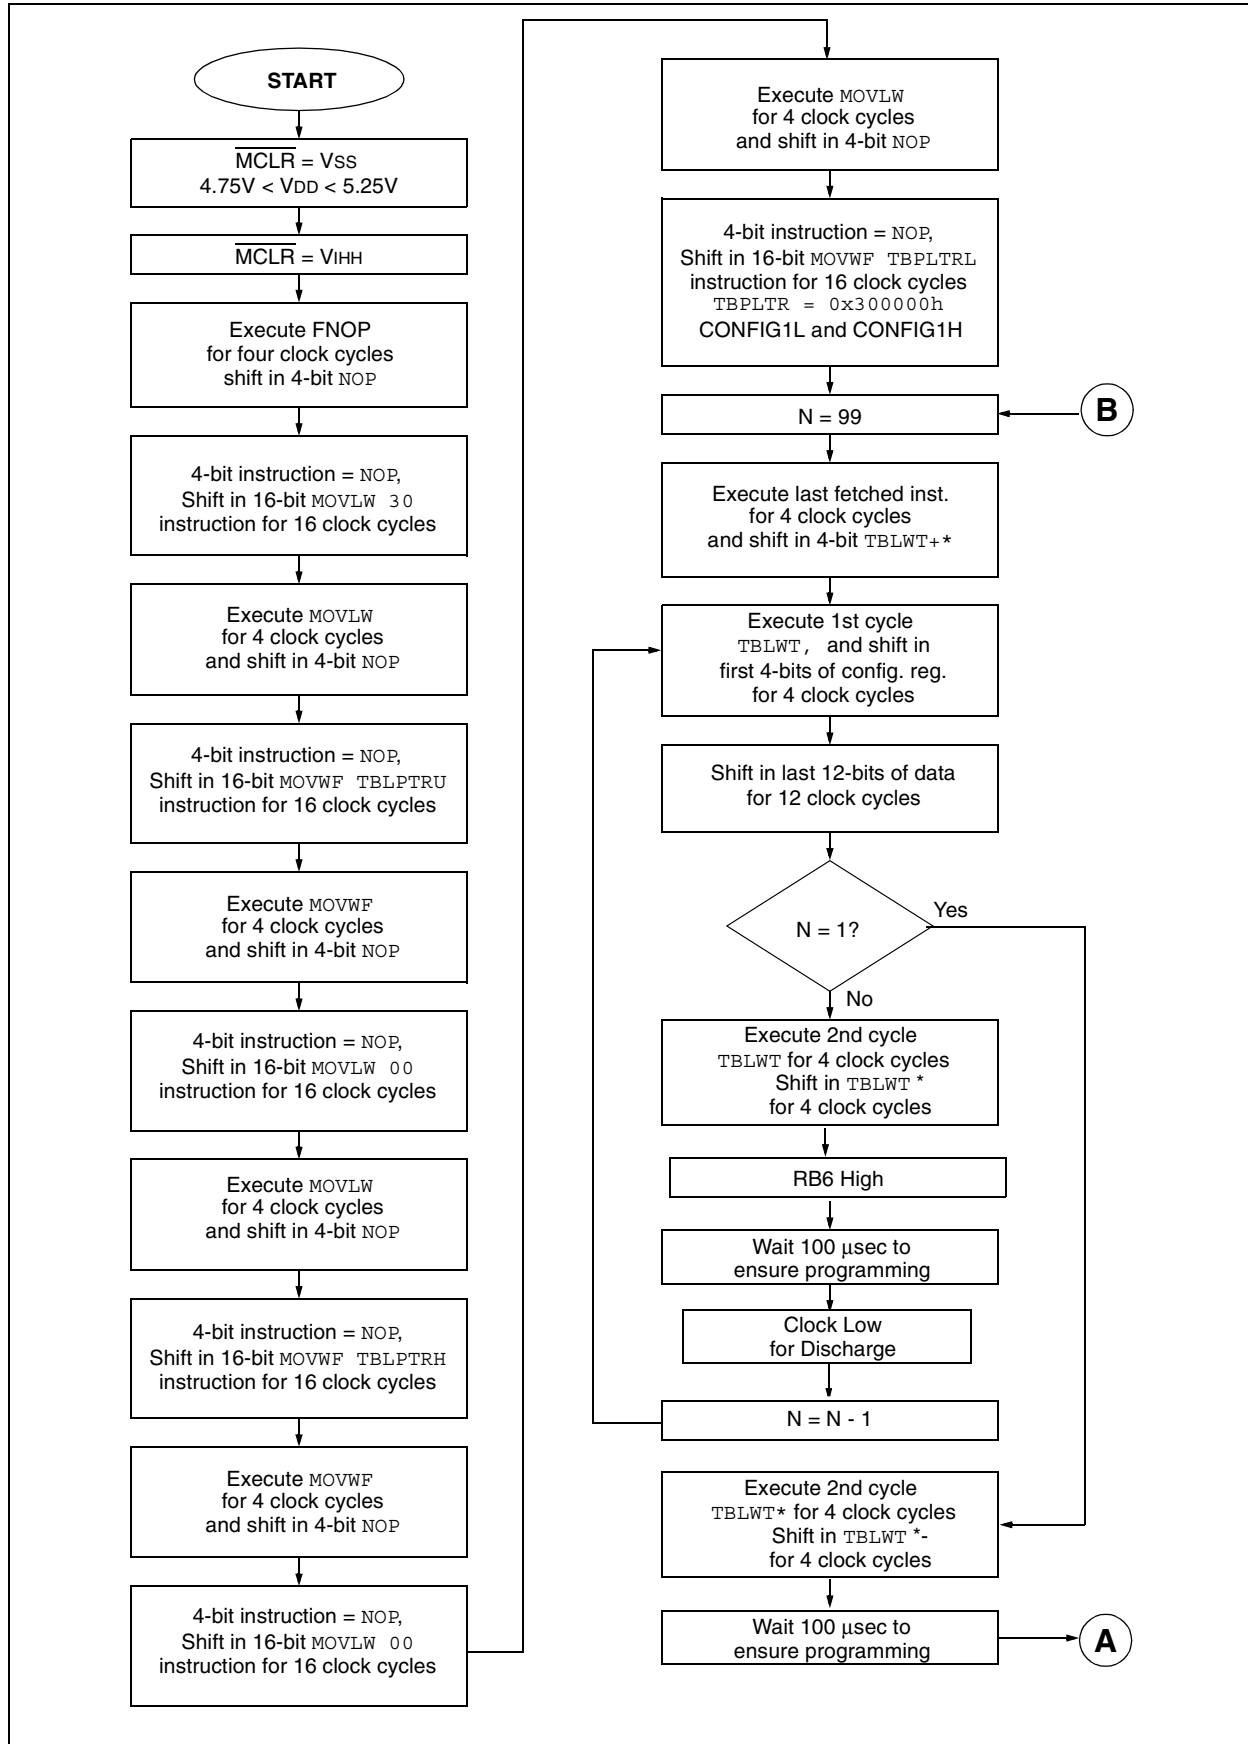 START
MCLR = VSS
4.75V < VDD < 5.25V
MCLR = VIHH
Execute FNOP
for four clock cycles
shift in 4-bit NOP
4-bit instruction = NOP,
Shift in 16-bit MOVLW 30
instruction for 16 clock cycles
Execute MOVLW
for 4 clock cycles
and shift in 4-bit NOP
4-bit instruction = NOP,
Shift in 16-bit MOVWF TBLPTRU
instruction for 16 clock cycles
Execute MOVWF
for 4 clock cycles
and shift in 4-bit NOP
4-bit instruction = NOP,
Shift in 16-bit MOVLW 00
instruction for 16 clock cycles
Execute MOVLW
for 4 clock cycles
and shift in 4-bit NOP
4-bit instruction = NOP,
Shift in 16-bit MOVWF TBLPTRH
instruction for 16 clock cycles
Execute MOVWF
for 4 clock cycles
and shift in 4-bit NOP
4-bit instruction = NOP,
Shift in 16-bit MOVLW 00
instruction for 16 clock cycles
Execute MOVLW
for 4 clock cycles
and shift in 4-bit NOP
4-bit instruction = NOP,
Shift in 16-bit MOVWF TBPLTRL
instruction for 16 clock cycles
TBPLTR = 0x300000h
CONFIG1L and CONFIG1H
N = 99
B
Execute last fetched inst.
for 4 clock cycles
and shift in 4-bit TBLWT+*
Execute 1st cycle
TBLWT, and shift in
first 4-bits of config. reg.
for 4 clock cycles
Shift in last 12-bits of data
for 12 clock cycles
N = 1?
Yes
No
Execute 2nd cycle
TBLWT for 4 clock cycles
Shift in TBLWT *
for 4 clock cycles
RB6 High
Wait 100 µsec to
ensure programming
Clock Low
for Discharge
N = N - 1
Execute 2nd cycle
TBLWT* for 4 clock cycles
Shift in TBLWT *-
for 4 clock cycles
Wait 100 µsec to
ensure programming
A